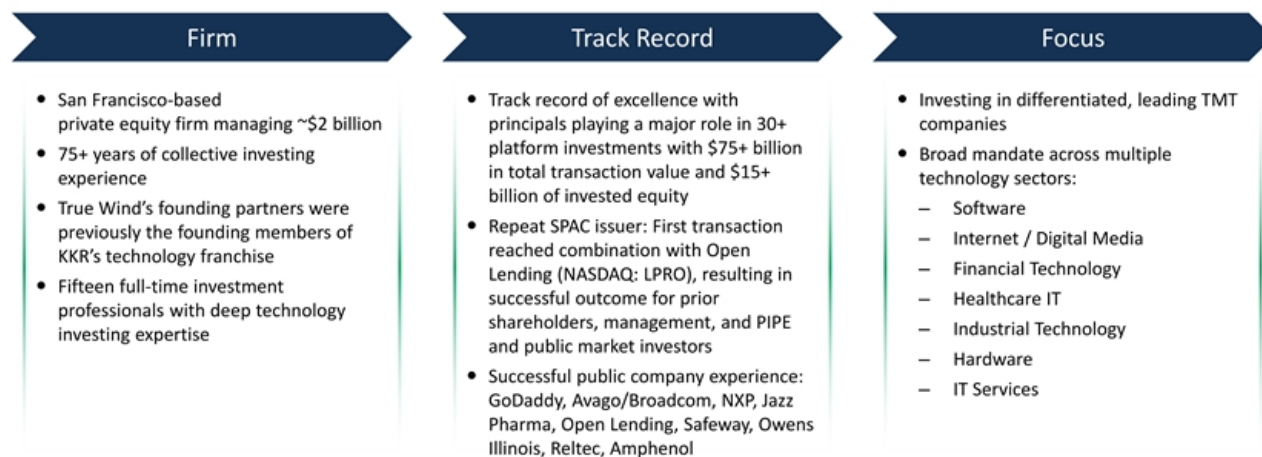 Firm
• San Francisco-based
private equity firm managing ~$2 billion
• 75+ years of collective investing
experience
• True Wind’s founding partners were
previously the founding members of
KKR’s technology franchise
• Fifteen full-time investment
professionals with deep technology
investing expertise
Track Record
• Track record of excellence with
principals playing a major role in 30+
platform investments with $75+ billion
in total transaction value and $15+
billion of invested equity
• Repeat SPAC issuer: First transaction
reached combination with Open
Lending (NASDAQ: LPRO), resulting in
successful outcome for prior
shareholders, management, and PIPE
and public market investors
• Successful public company experience:
GoDaddy, Avago/Broadcom, NXP, Jazz
Pharma, Open Lending, Safeway, Owens
Illinois, Reltec, Amphenol
Focus
• Investing in differentiated, leading TMT
companies
• Broad mandate across multiple
technology sectors:
– Software
– Internet / Digital Media
– Financial Technology
– Healthcare IT
– Industrial Technology
– Hardware
– IT Services